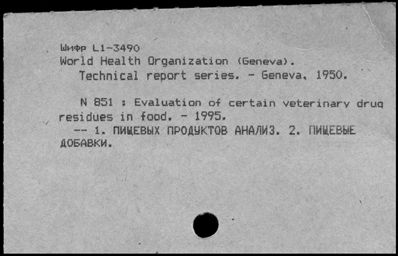 Шифр L1-3490
World Health Organization (Geneva).
Technical report series. - Geneva, 1950.
N 851 : Evaluation of certain veterinary drug
residues in food. - 1995.
-- 1. ПИЩЕВЫХ ПРОДУКТОВ АНАЛИЗ. 2. ПИЩЕВЫЕ
ДОБАВКИ.